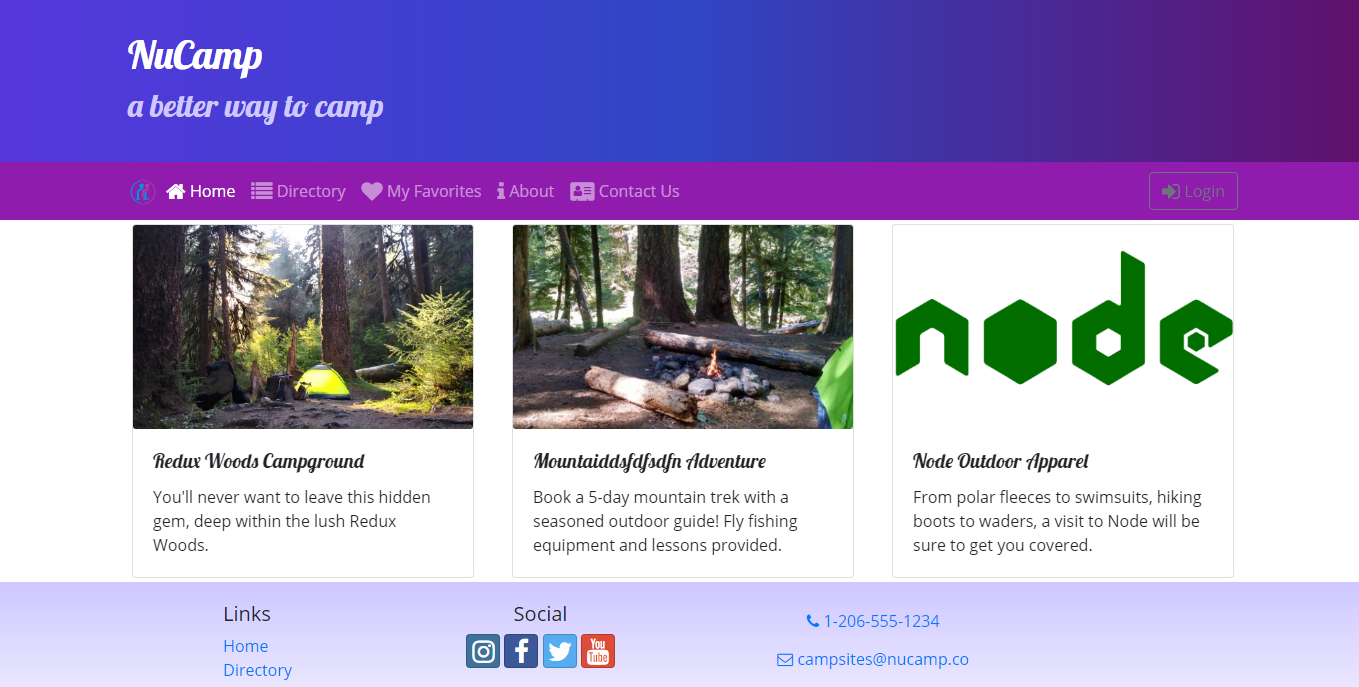 NuCamp
a better way to camp
Home Directory My Favorites About Contact Us Login
node
Redux Woods Campground
You'll never want to leave this hidden
gem, deep within the lush Redux
Woods.
Mountaiddsfdfsdfn Adventure
Book a 5-day mountain trek with a
seasoned outdoor guide! Fly fishing
equipment and lessons provided.
Node Outdoor Apparel
From polar fleeces to swimsuits, hiking
boots to waders, a visit to Node will be
sure to get you covered.
Links
Home
Directory
Social
You
Tube
1-206-555-1234
campsites@nucamp.co